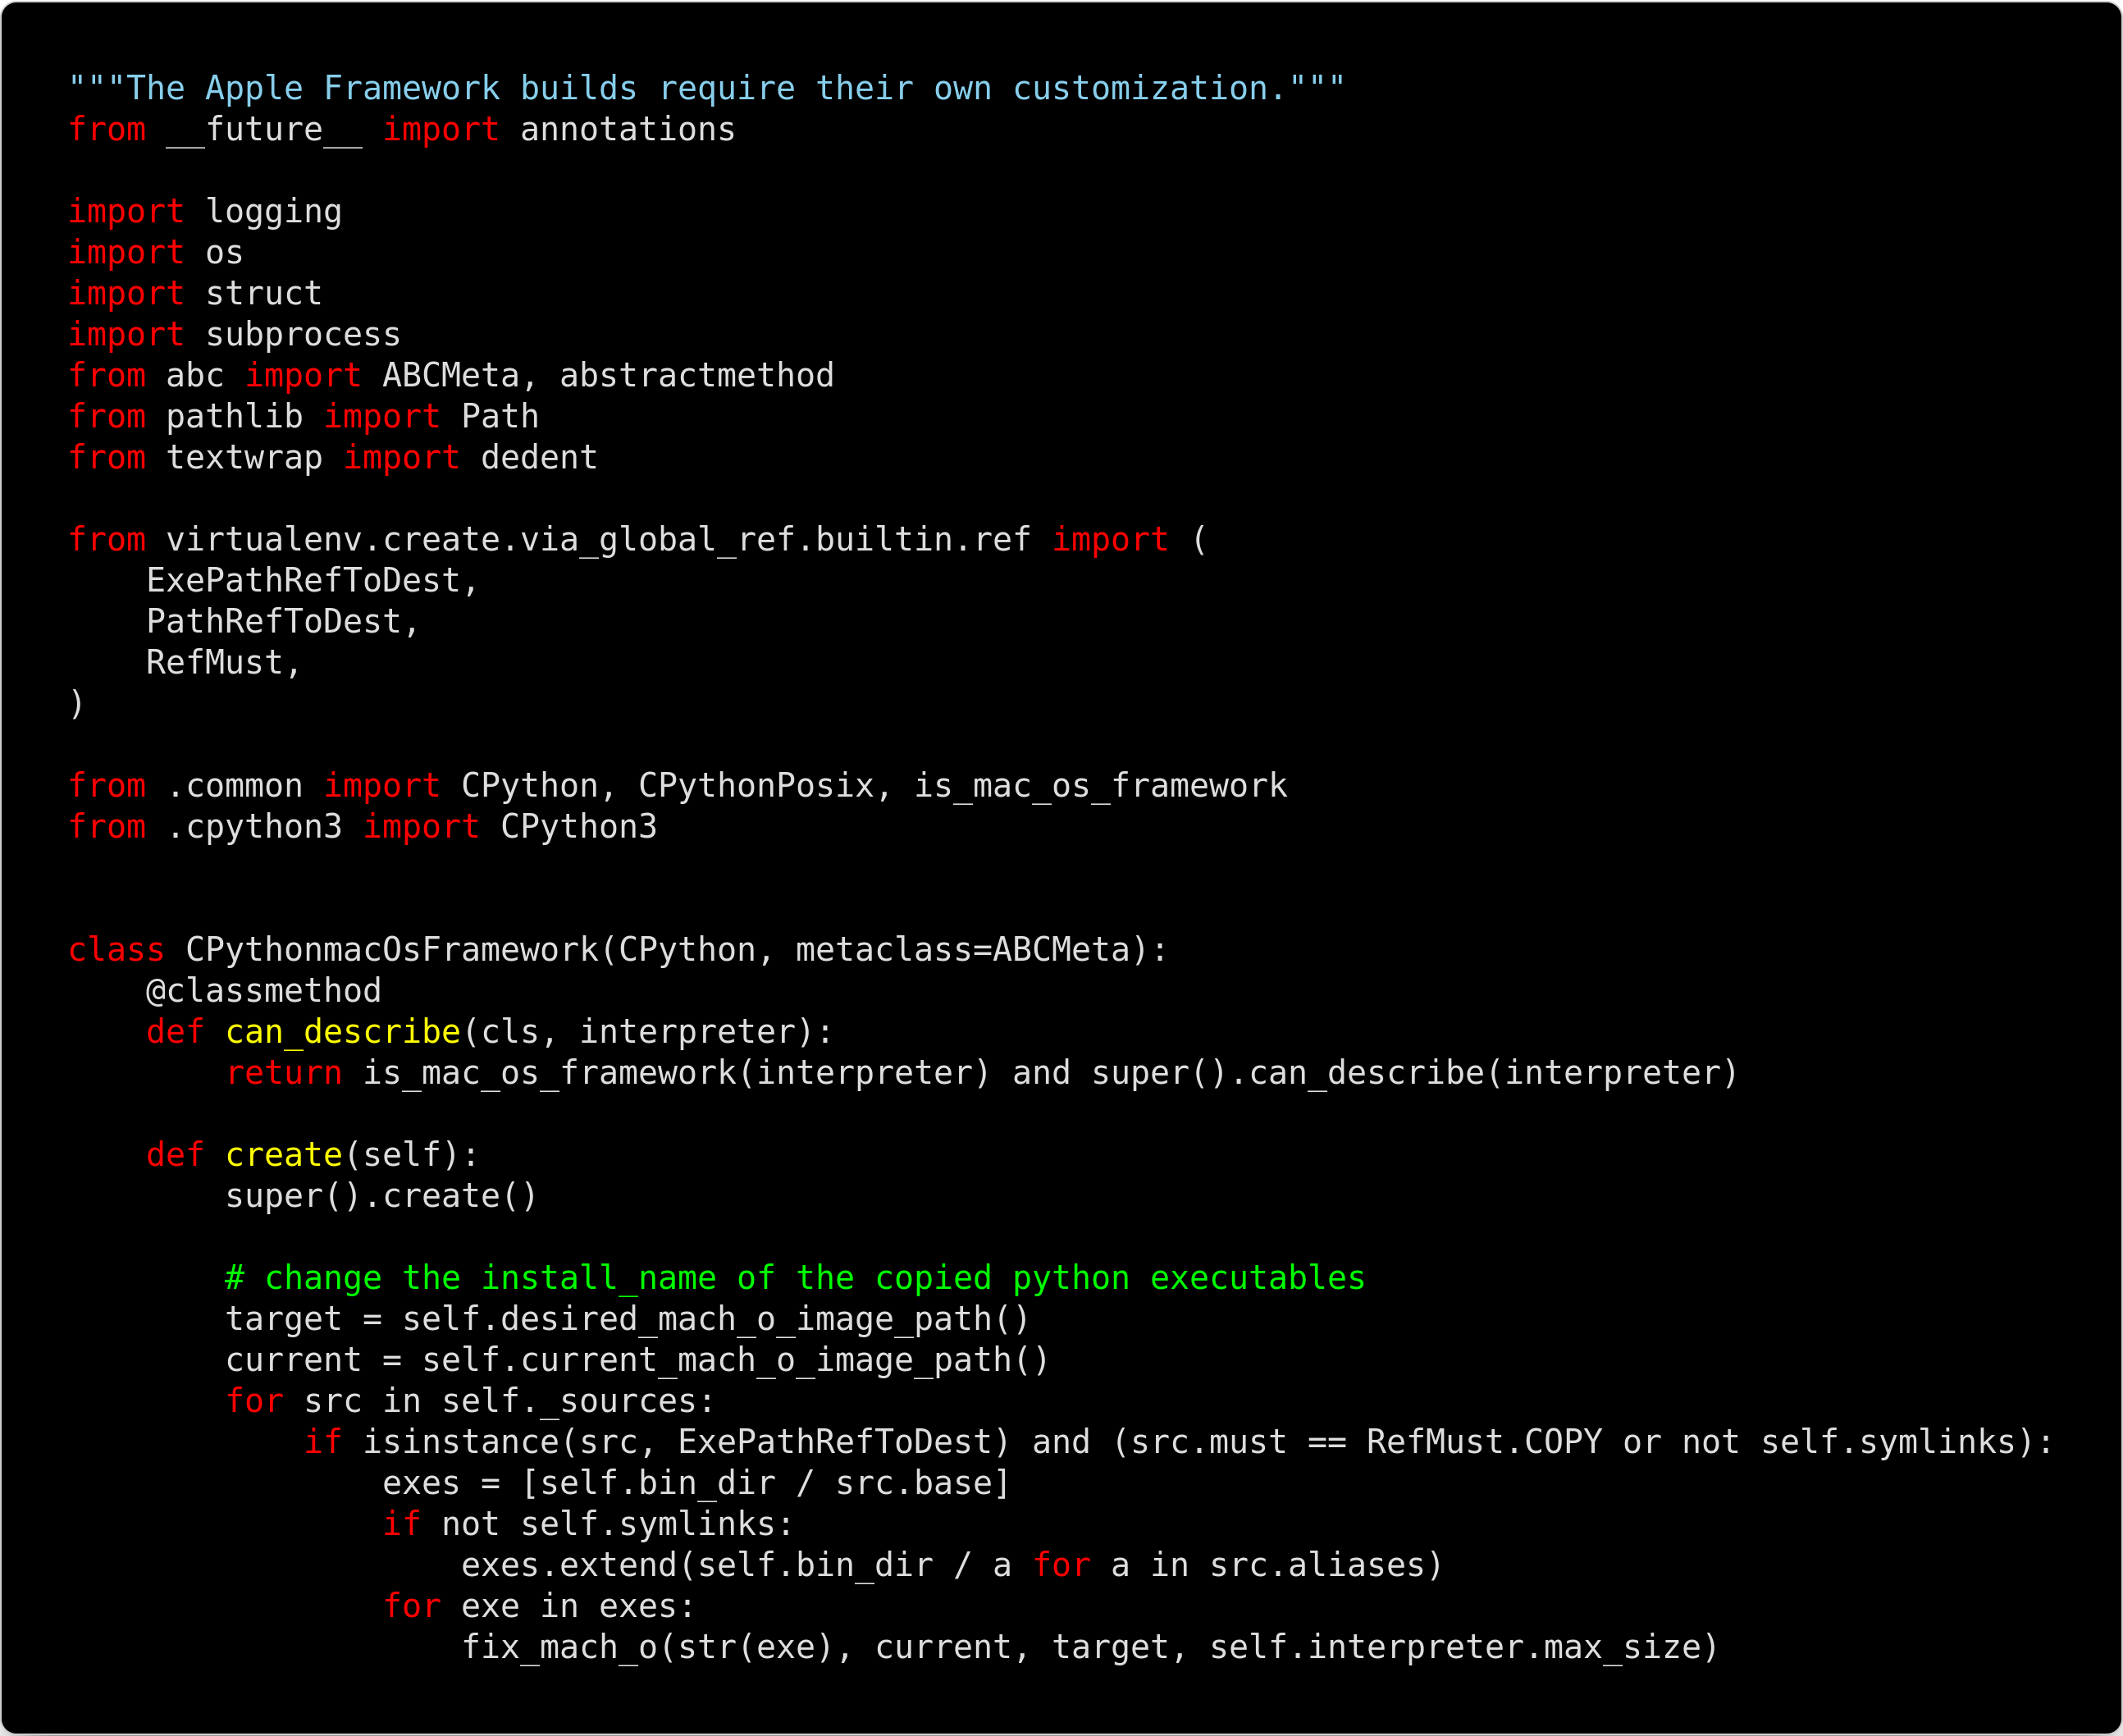 """The Apple Framework builds require their own customization."""
from __future__ import annotations

import logging
import os
import struct
import subprocess
from abc import ABCMeta, abstractmethod
from pathlib import Path
from textwrap import dedent

from virtualenv.create.via_global_ref.builtin.ref import (
    ExePathRefToDest,
    PathRefToDest,
    RefMust,
)

from .common import CPython, CPythonPosix, is_mac_os_framework
from .cpython3 import CPython3


class CPythonmacOsFramework(CPython, metaclass=ABCMeta):
    @classmethod
    def can_describe(cls, interpreter):
        return is_mac_os_framework(interpreter) and super().can_describe(interpreter)

    def create(self):
        super().create()

        # change the install_name of the copied python executables
        target = self.desired_mach_o_image_path()
        current = self.current_mach_o_image_path()
        for src in self._sources:
            if isinstance(src, ExePathRefToDest) and (src.must == RefMust.COPY or not self.symlinks):
                exes = [self.bin_dir / src.base]
                if not self.symlinks:
                    exes.extend(self.bin_dir / a for a in src.aliases)
                for exe in exes:
                    fix_mach_o(str(exe), current, target, self.interpreter.max_size)